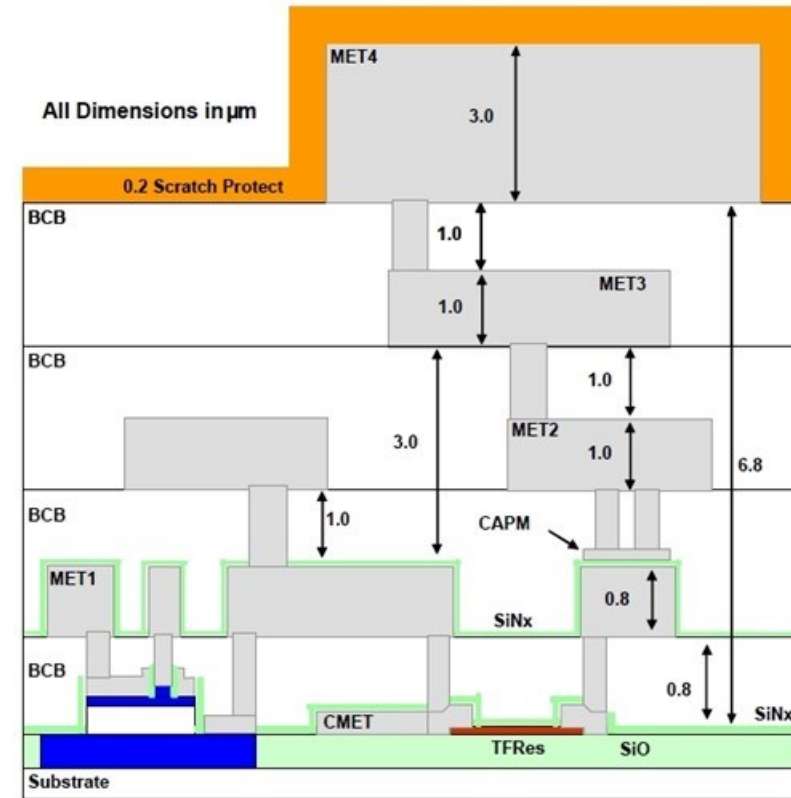 MET4
All Dimensions in µm
3.0
0.2 Scratch Protect
BCB
1.0
MET3
1.0
BCB
1.0
MET2
3.0
1.0
6.8
BCB
CAPM
1.0
MET1
0.8
SiNx
BCB
0.8
SiNx
CMET
TFRes
SiO
Substrate